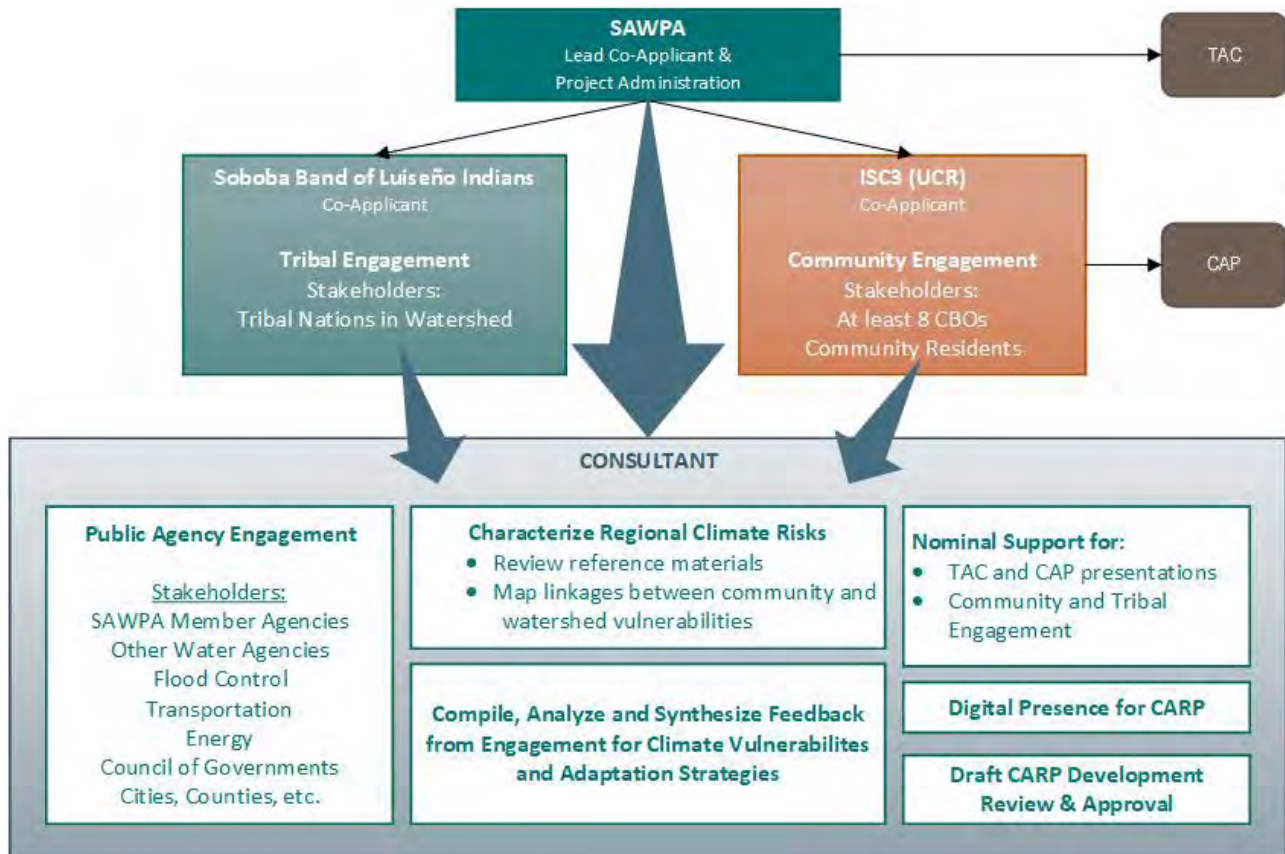 SAWPA
Lead Co-Applicant &
Project Administration
TAC
Soboba Band of Luiseño Indians
Co-Applicant
Tribal Engagement
Stakeholders:
Tribal Nations in Watershed
ISC3 (UCR)
Co-Applicant
Community Engagement
Stakeholders:
At least 8 CBOs
Community Residents
CAP
CONSULTANT
Public Agency Engagement
Stakeholders:
SAWPA Member Agencies
Other Water Agencies
Flood Control
Transportation
Energy
Council of Governments
Cities, Counties, etc.
Characterize Regional Climate Risks
• Review reference materials
• Map linkages between community and
watershed vulnerabilities
Compile, Analyze and Synthesize Feedback
from Engagement for Climate Vulnerabilites
and Adaptation Strategies
Nominal Support for:
• TAC and CAP presentations
• Community and Tribal
Engagement
Digital Presence for CARP
Draft CARP Development
Review & Approval